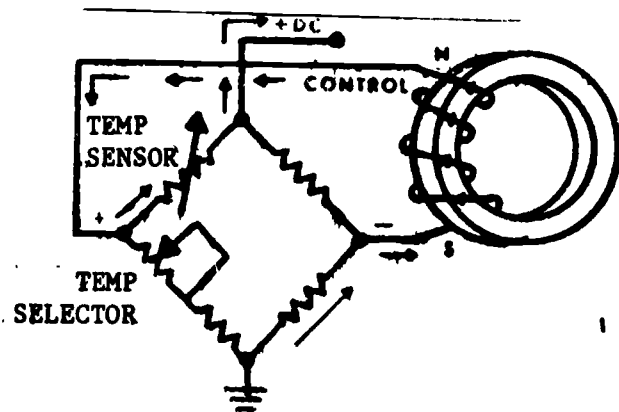 +DC
N
CONTROL
TEMP
SENSOR
+
−
S
TEMP
SELECTOR